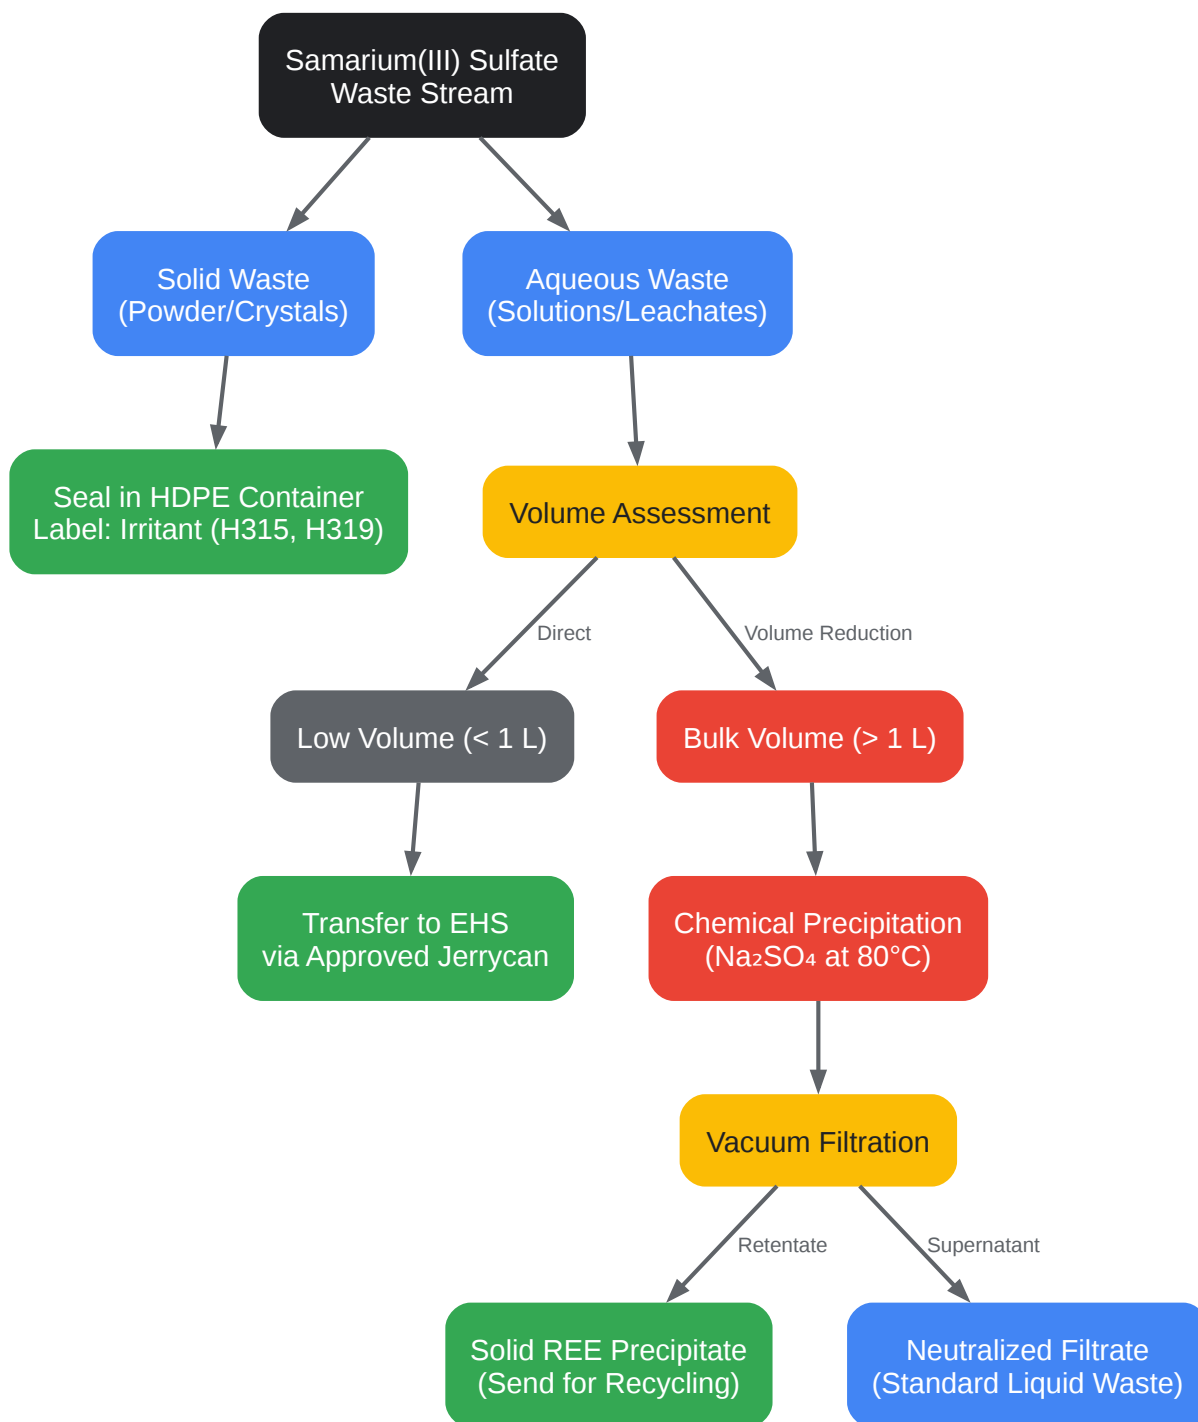 Samarium(III) Sulfate
Waste Stream
Solid Waste
(Powder/Crystals)
Aqueous Waste
(Solutions/Leachates)
Seal in HDPE Container
Label: Irritant (H315, H319)
Volume Assessment
Direct
Volume Reduction
Low Volume (< 1 L)
Bulk Volume (> 1 L)
Transfer to EHS
via Approved Jerrycan
Chemical Precipitation
(Na₂SO₄ at 80°C)
Vacuum Filtration
Retentate
Supernatant
Solid REE Precipitate
(Send for Recycling)
Neutralized Filtrate
(Standard Liquid Waste)